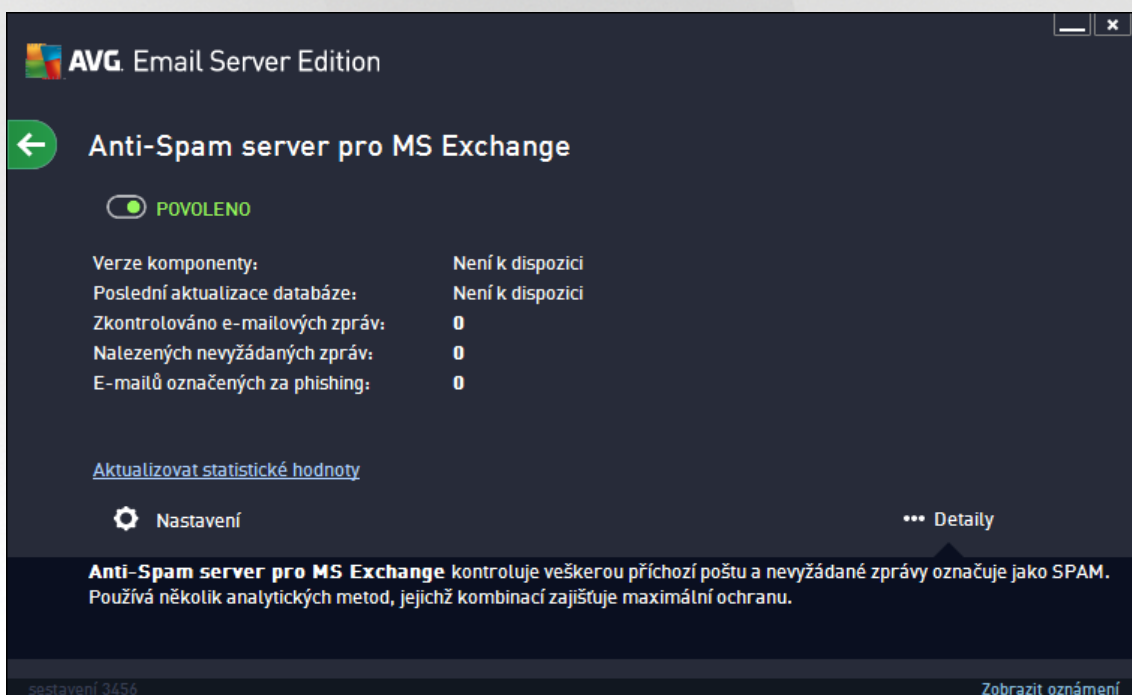 AVG. Email Server Edition
Anti-Spam server pro MS Exchange
POVOLENO
Verze komponenty: Není k dispozici
Poslední aktualizace databáze: Není k dispozici
Zkontrolováno e-mailových zpráv: 0
Nalezených nevyžádaných zpráv: 0
E-mailů označených za phishing: 0
Aktualizovat statistické hodnoty
Nastavení
••• Detaily
Anti-Spam server pro MS Exchange kontroluje veškerou příchozí poštu a nevyžádané zprávy označuje jako SPAM.
Používá několik analytických metod, jejichž kombinací zajišťuje maximální ochranu.
sestavení 3456
Zobrazit oznámení